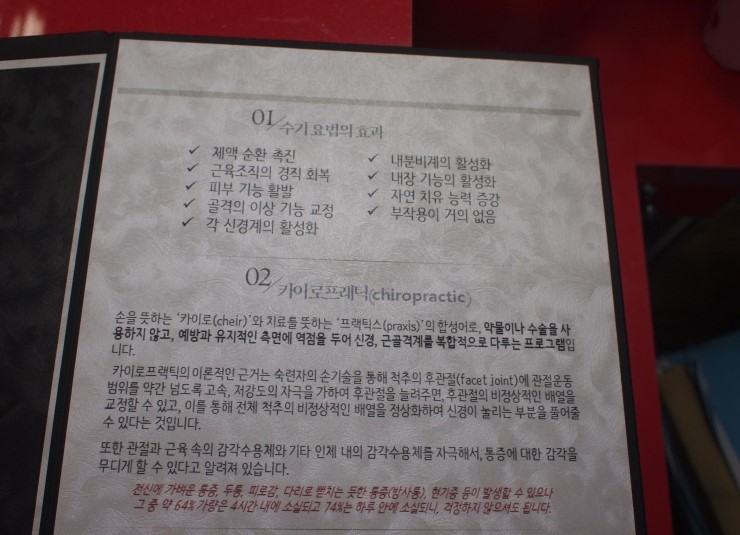 01 수기 요법의 효과
✓ 체액 순환 촉진
✓ 근육조직의 경직 회복
✓ 피부 기능 활발
✓ 골격의 이상 기능 교정
✓ 각 신경계의 활성화
✓ 내분비계의 활성화
✓ 내장 기능의 활성화
✓ 자연 치유 능력 증강
✓ 부작용이 거의 없음
02 카이로프래틱(chiropractic)
손을 뜻하는 '카이로(cheir)'와 치료를 뜻하는 '프랙틱스(praxis)'의 합성어로, 약물이나 수술을 사
용하지 않고, 예방과 유지적인 측면에 역점을 두어 신경, 근골격계를 복합적으로 다루는 프로그램입
니다.
카이로프랙틱의 이론적인 근거는 숙련자의 손기술을 통해 척추의 후관절(facet joint)에 관절운동
범위를 약간 넘도록 고속, 저강도의 자극을 가하여 후관절을 늘려주면, 후관절의 비정상적인 배열을
교정할 수 있고, 이를 통해 전체 척추의 비정상적인 배열을 정상화하여 신경이 눌리는 부분을 풀어줄
수 있다는 것입니다.
또한 관절과 근육 속의 감각수용체와 기타 인체 내의 감각수용체를 자극해서, 통증에 대한 감각을
무디게 할 수 있다고 알려져 있습니다.
전신에 가벼운 통증, 두통, 피로감, 다리로 뻗치는 듯한 통증(방사통), 현기증 등이 발생할 수 있으나
그 중 약 64% 가량은 4시간 내에 소실되고 74%는 하루 안에 소실되니, 걱정하지 않으셔도 됩니다.